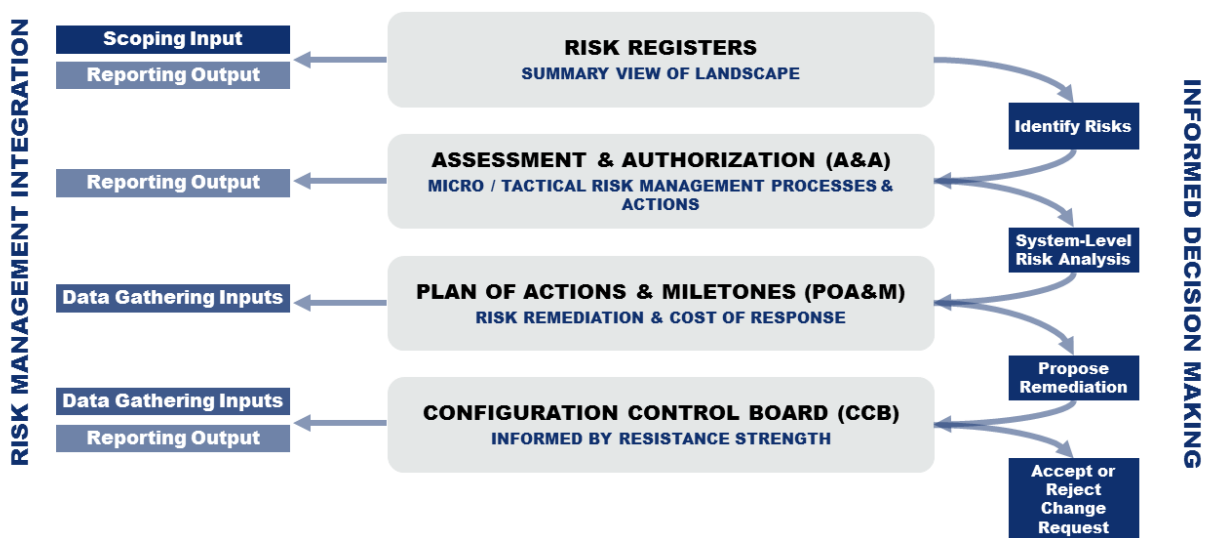 RISK MANAGEMENT INTEGRATION
Scoping Input
Reporting Output
RISK REGISTERS
SUMMARY VIEW OF LANDSCAPE
Identify Risks
Reporting Output
ASSESSMENT & AUTHORIZATION (A&A)
MICRO / TACTICAL RISK MANAGEMENT PROCESSES &
ACTIONS
System-Level
Risk Analysis
Data Gathering Inputs
PLAN OF ACTIONS & MILETONES (POA&M)
RISK REMEDIATION & COST OF RESPONSE
Propose
Remediation
Data Gathering Inputs
Reporting Output
CONFIGURATION CONTROL BOARD (CCB)
INFORMED BY RESISTANCE STRENGTH
Accept or
Reject
Change
Request
INFORMED DECISION MAKING